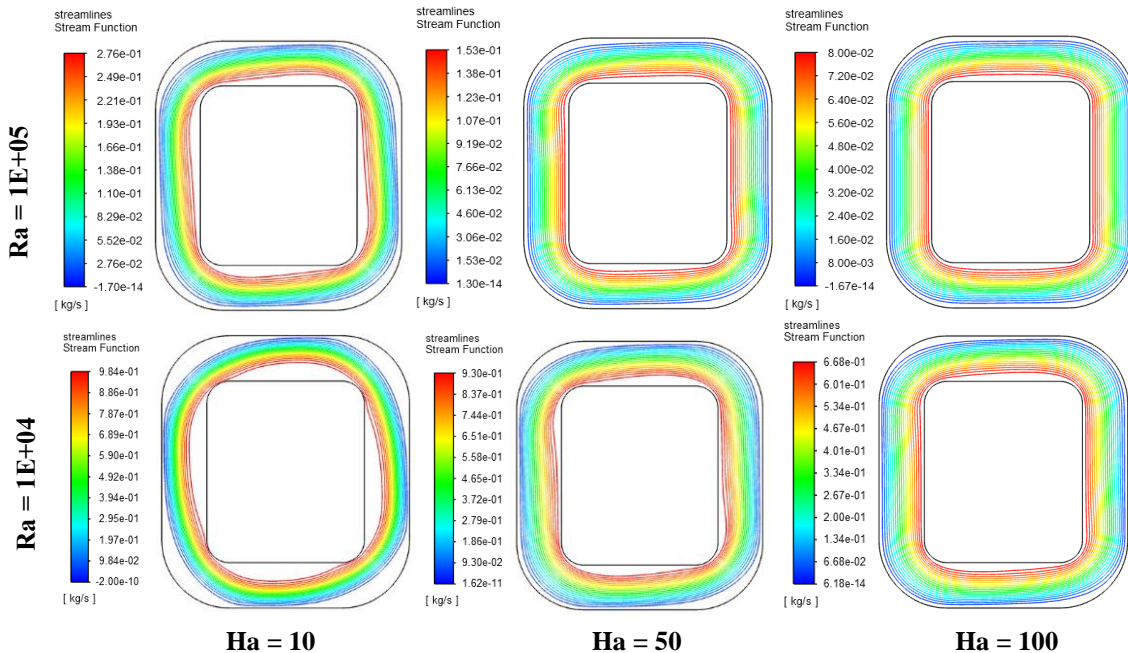 streamlines
Stream Function
2.76e-01
2.49e-01
2.21e-01
1.93e-01
1.66e-01
1.38e-01
1.10e-01
8.29e-02
5.52e-02
2.76e-02
-1.70e-14
[ kg/s ]
streamlines
Stream Function
1.53e-01
1.37e-01
1.22e-01
1.07e-01
9.15e-02
7.63e-02
6.10e-02
4.58e-02
3.05e-02
1.53e-02
1.30e-14
[ kg/s ]
streamlines
Stream Function
8.00e-02
7.20e-02
6.40e-02
5.60e-02
4.80e-02
4.00e-02
3.20e-02
2.40e-02
1.60e-02
8.00e-03
-1.67e-14
[ kg/s ]
Ra = 1E+05
streamlines
Stream Function
9.84e-01
8.86e-01
7.87e-01
6.89e-01
5.90e-01
4.92e-01
3.94e-01
2.95e-01
1.97e-01
9.84e-02
-2.00e-10
[ kg/s ]
streamlines
Stream Function
9.30e-01
8.37e-01
7.44e-01
6.51e-01
5.58e-01
4.65e-01
3.72e-01
2.79e-01
1.86e-01
9.30e-02
1.62e-11
[ kg/s ]
streamlines
Stream Function
6.68e-01
6.01e-01
5.34e-01
4.67e-01
4.01e-01
3.34e-01
2.67e-01
2.00e-01
1.34e-01
6.68e-02
6.18e-14
[ kg/s ]
Ra = 1E+04
Ha = 10
Ha = 50
Ha = 100